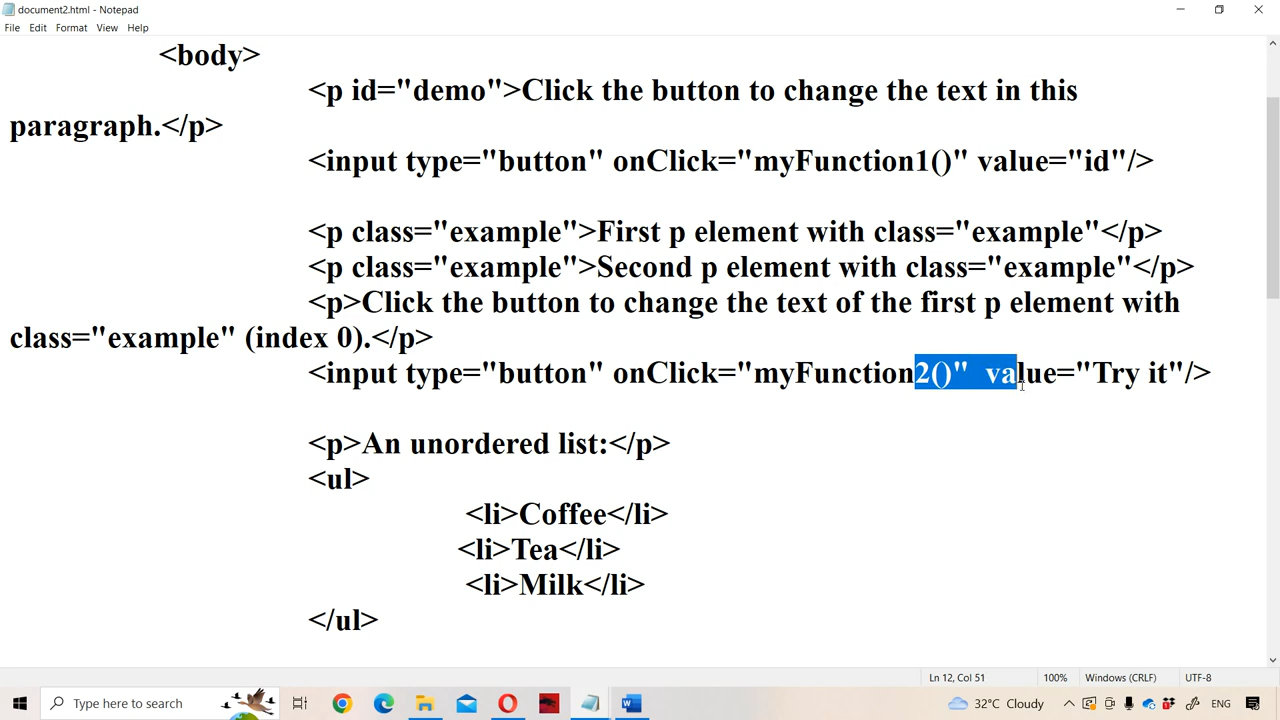 document2.html - Notepad
File Edit Format View Help
<body>
<p id="demo">Click the button to change the text in this
paragraph.</p>
<input type="button" onClick="myFunction1()" value="id"/>
<p class="example">First p element with class="example"</p>
<p class="example">Second p element with class="example"</p>
<p>Click the button to change the text of the first p element with
class="example" (index 0).</p>
<input type="button" onClick="myFunction2()"  value="Try it"/>
<p>An unordered list:</p>
<ul>
<li>Coffee</li>
<li>Tea</li>
<li>Milk</li>
</ul>
Ln 12, Col 51 100% Windows (CRLF) UTF-8
Type here to search 32°C Cloudy ENG